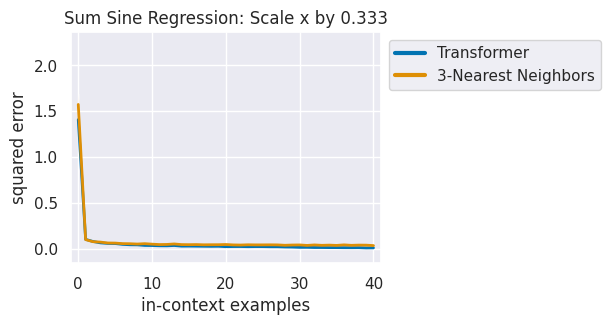 Sum Sine Regression: Scale x by 0.333
Transformer
3-Nearest Neighbors
squared error
2.0
1.5
1.0
0.5
0.0
0 10 20 30 40
in-context examples